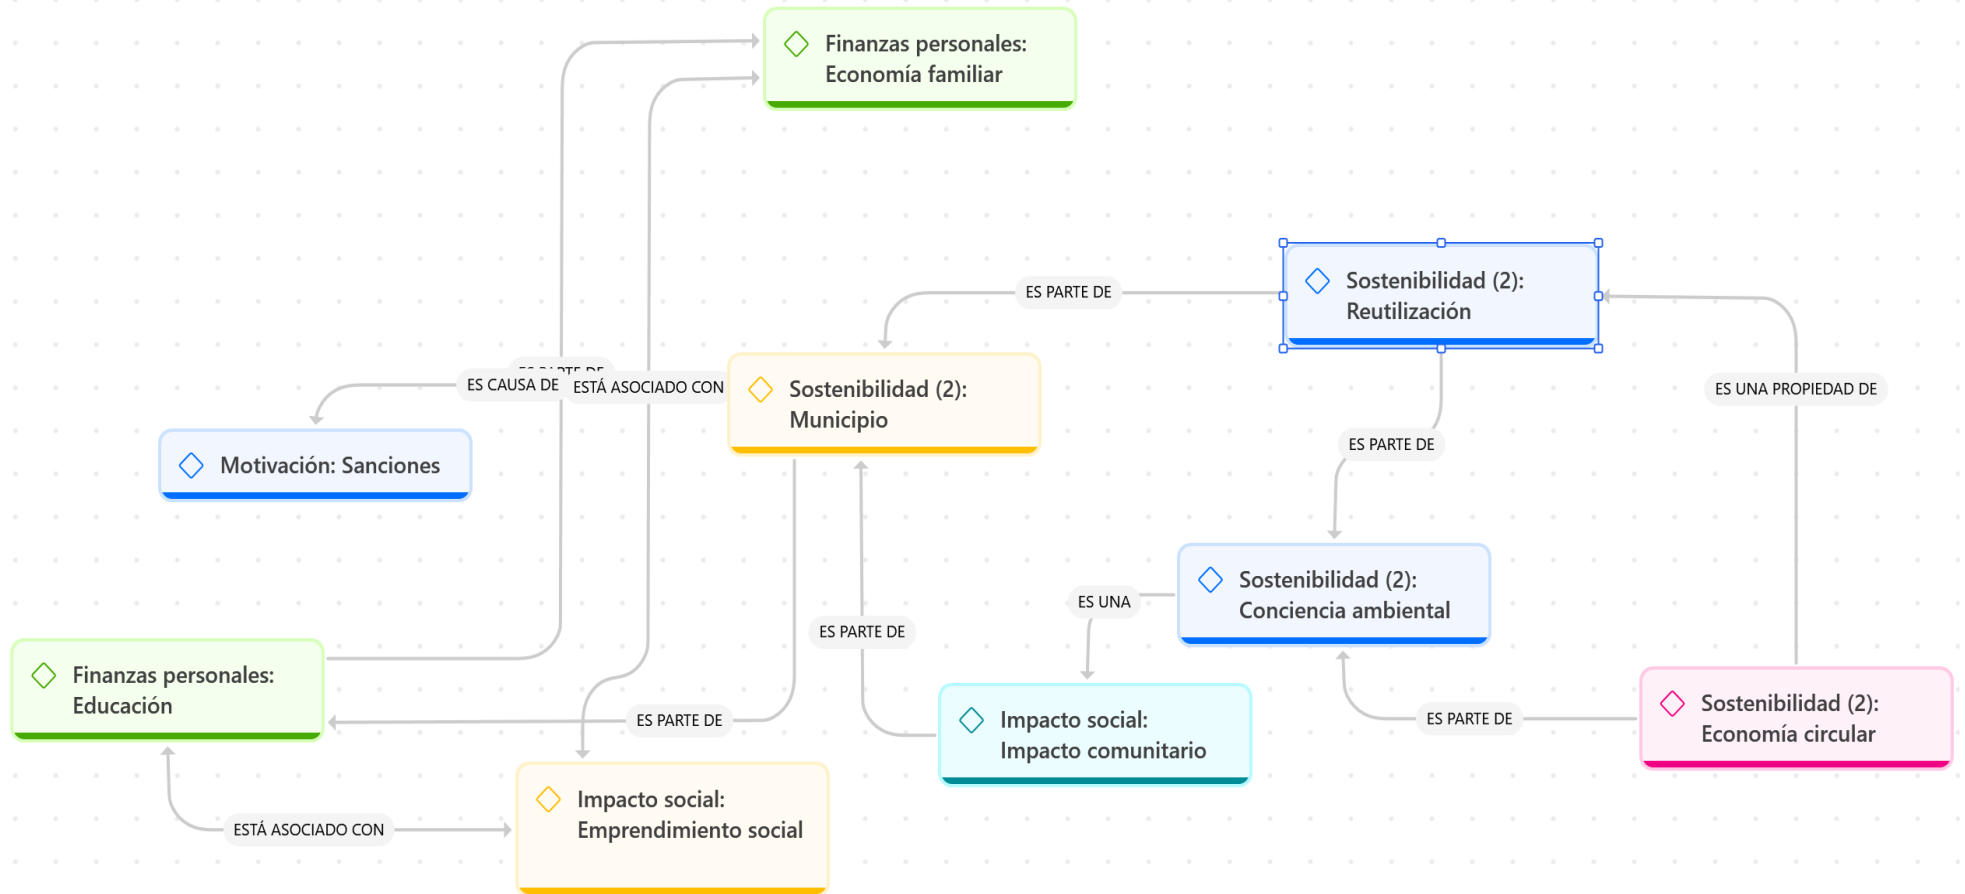 Finanzas personales:
Economía familiar
Sostenibilidad (2):
Reutilización
ES PARTE DE
ES PARTE DE
ES CAUSA DE
ESTÁ ASOCIADO CON
Sostenibilidad (2):
Municipio
ES UNA PROPIEDAD DE
Motivación: Sanciones
ES PARTE DE
Sostenibilidad (2):
Conciencia ambiental
ES UNA
ES PARTE DE
Finanzas personales:
Educación
ES PARTE DE
Impacto social:
Impacto comunitario
ES PARTE DE
Sostenibilidad (2):
Economía circular
Impacto social:
Emprendimiento social
ESTÁ ASOCIADO CON